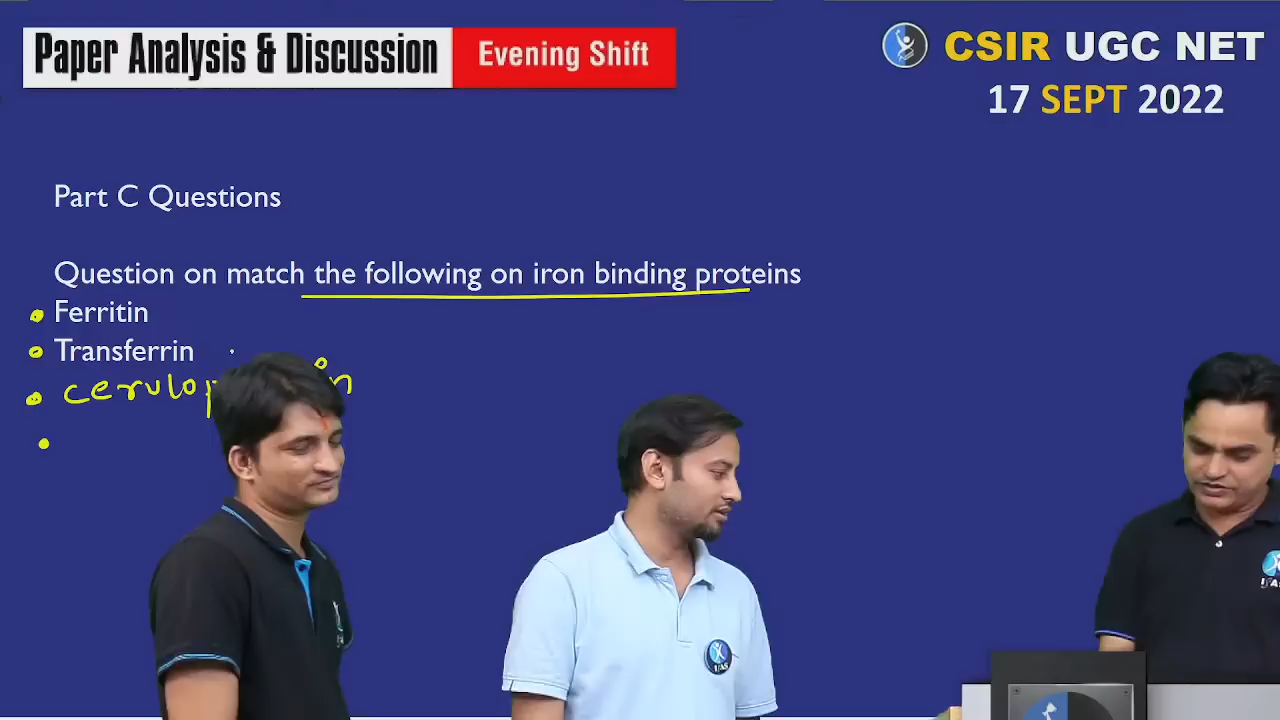 Paper Analysis & Discussion Evening Shift
CSIR UGC NET
17 SEPT 2022
Part C Questions
Question on match the following on iron binding proteins
Ferritin
Transferrin
IFAS